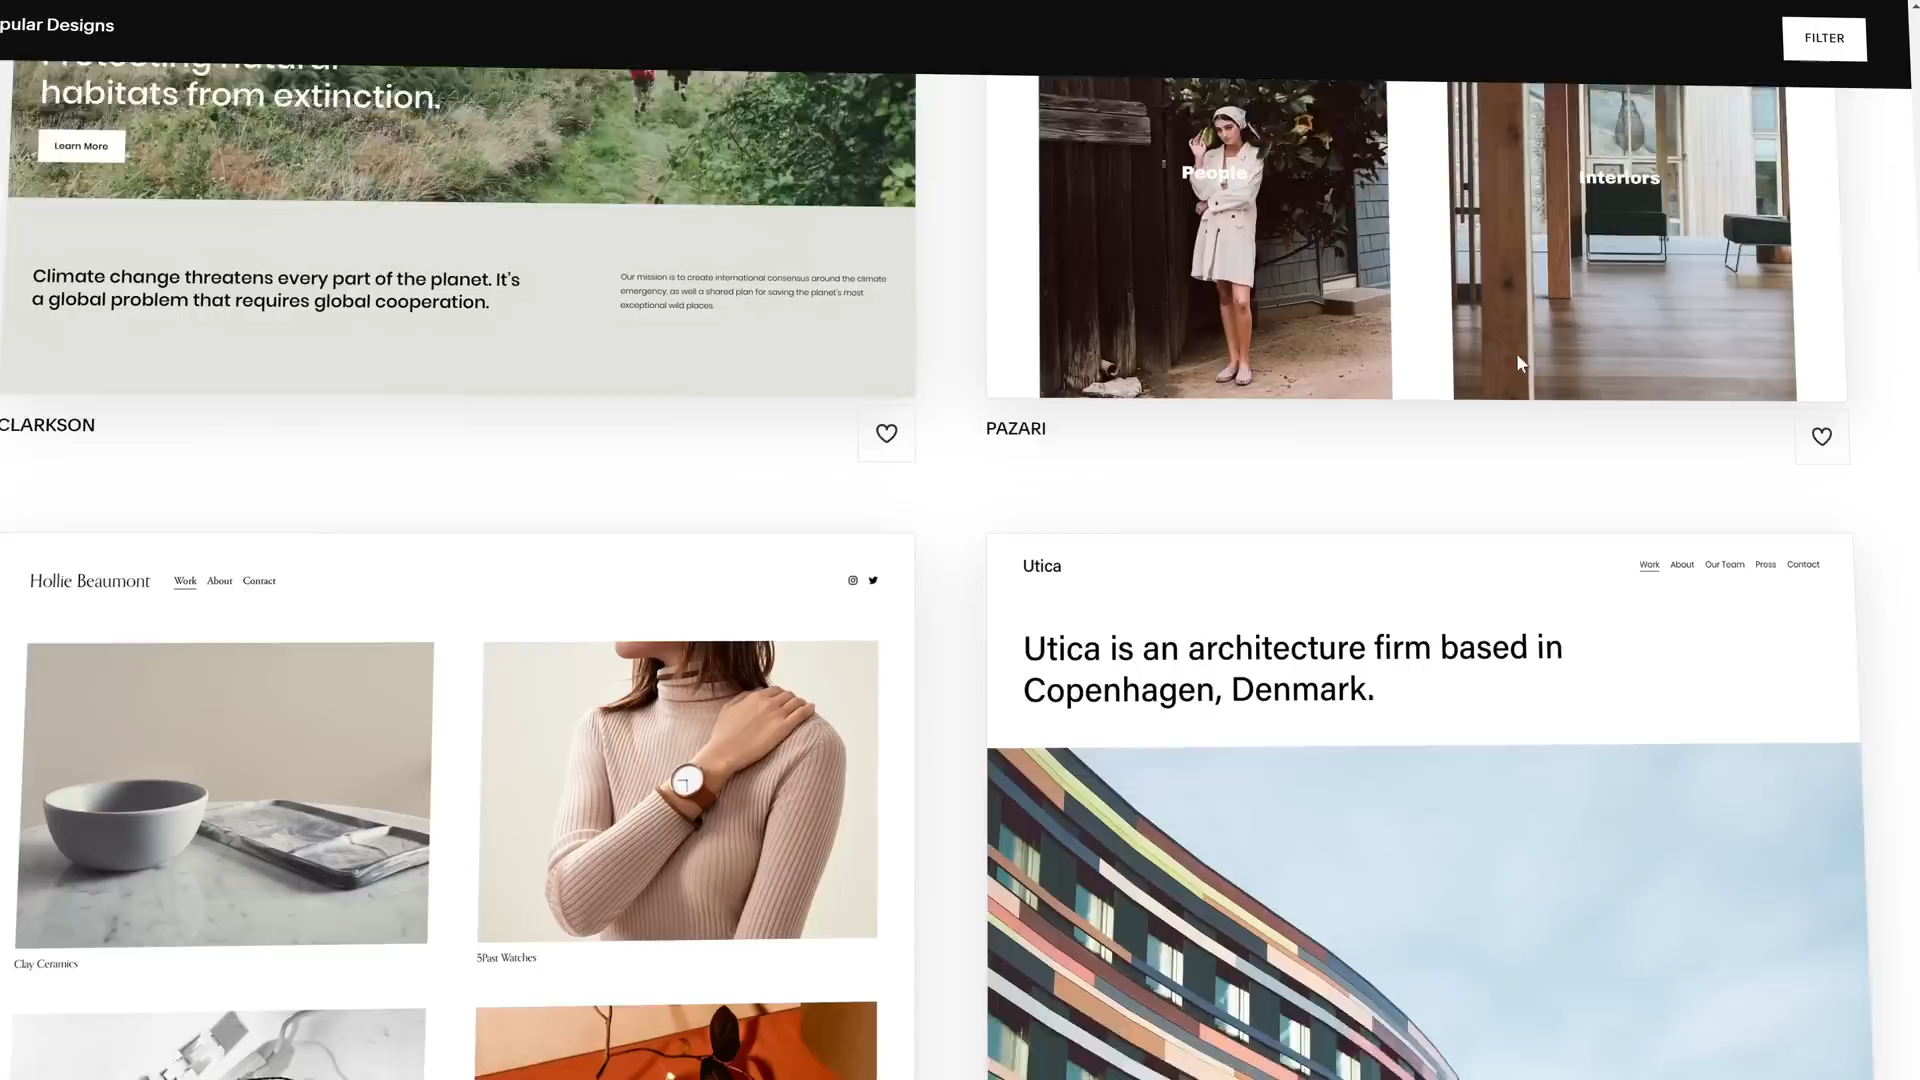 pular Designs
FILTER
Protecting natural
habitats from extinction.
Learn More
People
Interiors
Climate change threatens every part of the planet. It's
a global problem that requires global cooperation.
Our mission is to create international consensus around the climate
emergency, as well a shared plan for saving the planet's most
exceptional wild places.
CLARKSON
PAZARI
Hollie Beaumont
Work About Contact
Utica
Work About Our Team Press Contact
Utica is an architecture firm based in
Copenhagen, Denmark.
Clay Ceramics
5Past Watches